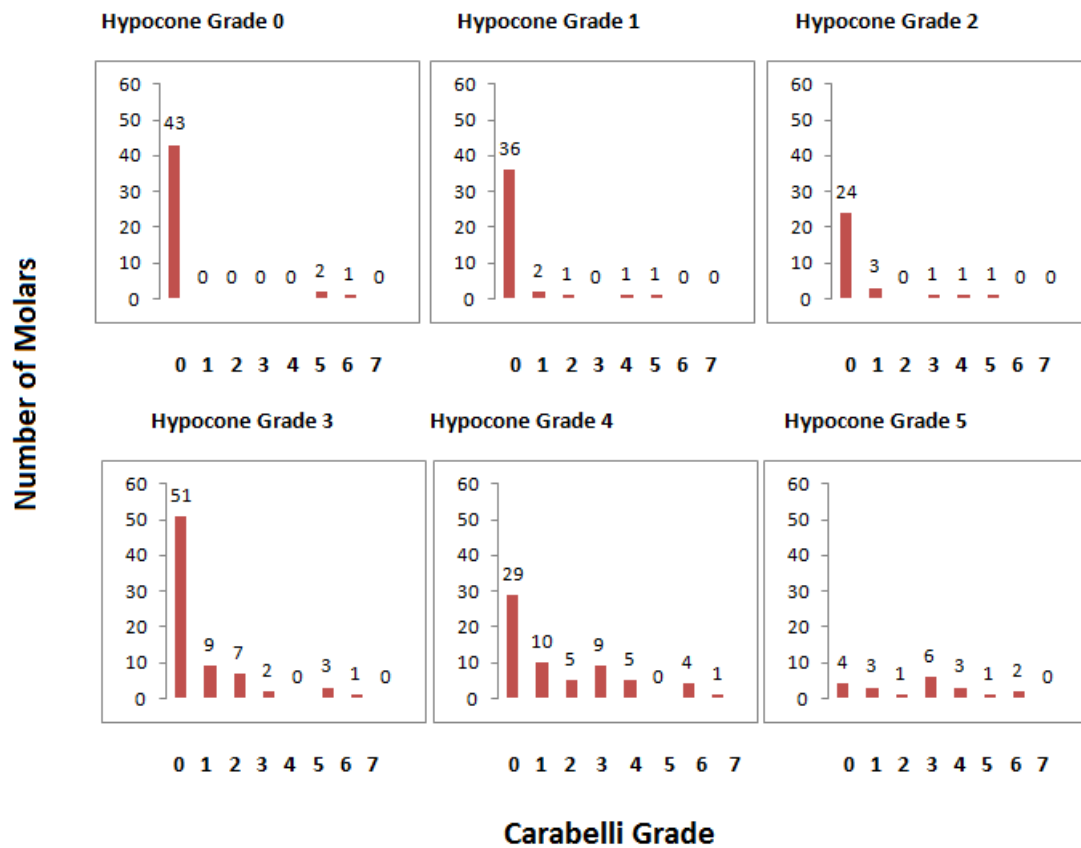 Hypocone Grade 0
60
50
40
30
20
10
0
43 0 0 0 0 2 1 0
0 1 2 3 4 5 6 7
Hypocone Grade 1
60
50
40
30
20
10
0
36 2 1 0 1 1 0 0
0 1 2 3 4 5 6 7
Hypocone Grade 2
60
50
40
30
20
10
0
24 3 0 1 1 1 0 0
0 1 2 3 4 5 6 7
Number of Molars
Hypocone Grade 3
60
50
40
30
20
10
0
51 9 7 2 0 3 1 0
0 1 2 3 4 5 6 7
Hypocone Grade 4
60
50
40
30
20
10
0
29 10 5 9 5 0 4 1
0 1 2 3 4 5 6 7
Hypocone Grade 5
60
50
40
30
20
10
0
4 3 1 6 3 1 2 0
0 1 2 3 4 5 6 7
Carabelli Grade